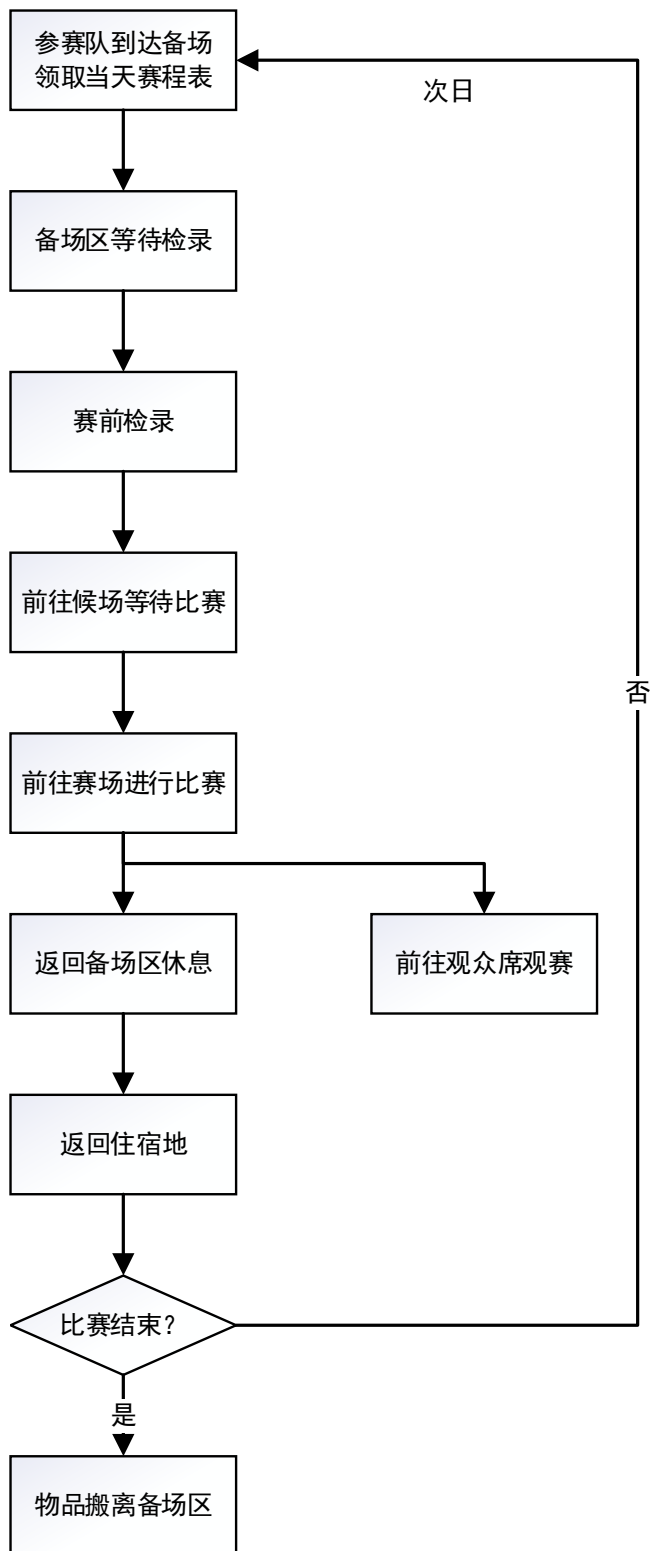 参赛队到达备场
领取当天赛程表
次日
备场区等待检录
赛前检录
前往候场等待比赛
否
前往赛场进行比赛
返回备场区休息
前往观众席观赛
返回住宿地
比赛结束?
是
物品搬离备场区